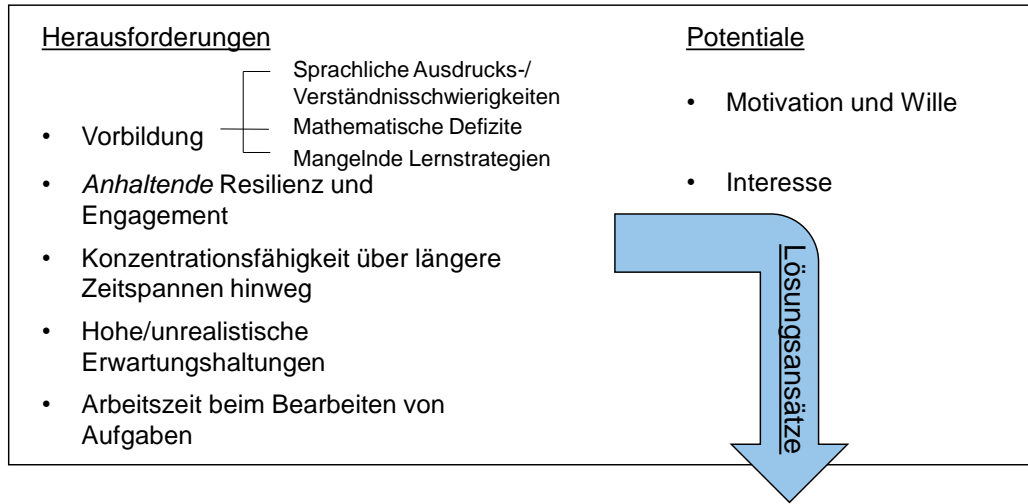 Herausforderungen
• Vorbildung
Sprachliche Ausdrucks-/
Verständnisschwierigkeiten
Mathematische Defizite
Mangelnde Lernstrategien
• Anhaltende Resilienz und
Engagement
• Konzentrationsfähigkeit über längere
Zeitspannen hinweg
• Hohe/unrealistische
Erwartungshaltungen
• Arbeitszeit beim Bearbeiten von
Aufgaben
Potentiale
• Motivation und Wille
• Interesse
Lösungsansätze